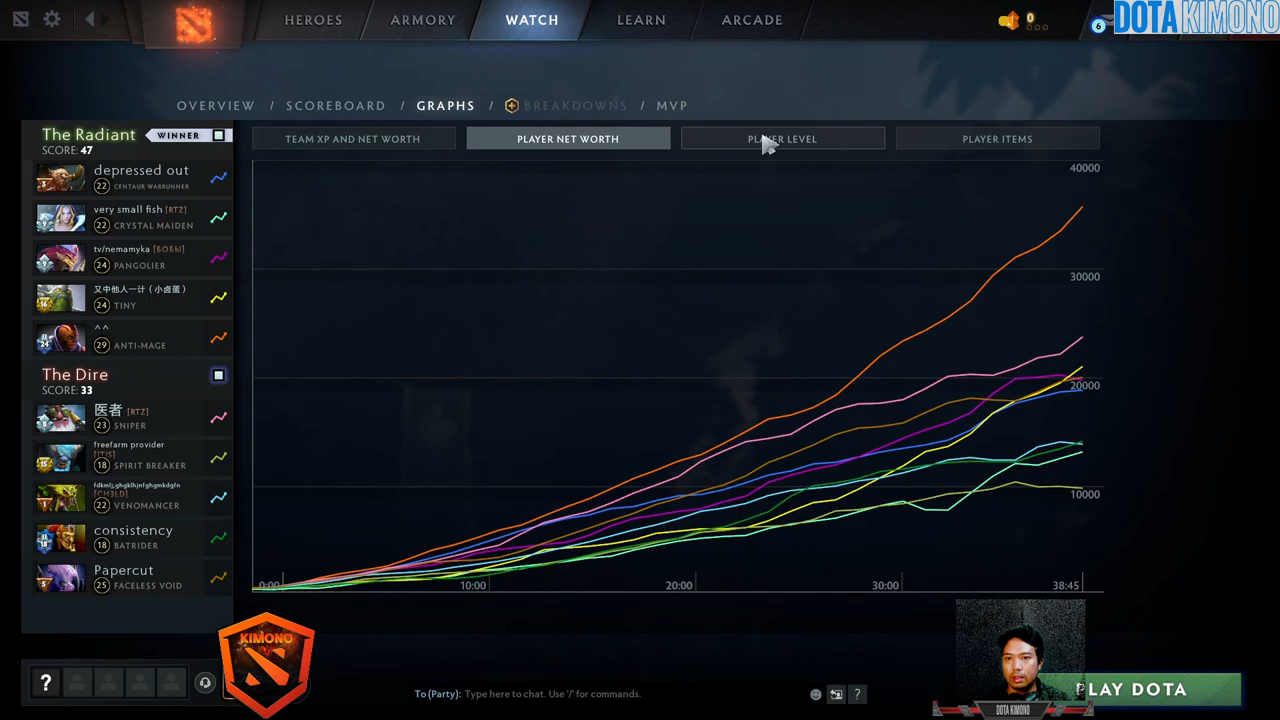 HEROES
ARMORY
WATCH
LEARN
ARCADE
0
6
DOTAKIMONO
OVERVIEW / SCOREBOARD / GRAPHS / BREAKDOWNS / MVP
The Radiant
WINNER
SCORE: 47
TEAM XP AND NET WORTH
PLAYER NET WORTH
PLAYER LEVEL
PLAYER ITEMS
depressed out
22 CENTAUR WARRUNNER
very small fish [RTZ]
22 CRYSTAL MAIDEN
tv/nemamyka [БОБЫ]
24 PANGOLIER
又中他人一计（小卤蛋）
24 TINY
^ ^
29 ANTI-MAGE
The Dire
SCORE: 33
医者 [RTZ]
23 SNIPER
freefarm provider
18 SPIRIT BREAKER
[CH3LD]
22 VENOMANCER
consistency
18 BATRIDER
Papercut
25 FACELESS VOID
40000
30000
20000
10000
0:00
10:00
20:00
30:00
38:45
KIMONO
?
To (Party): Type here to chat. Use '/' for commands.
?
PLAY DOTA
DOTA KIMONO